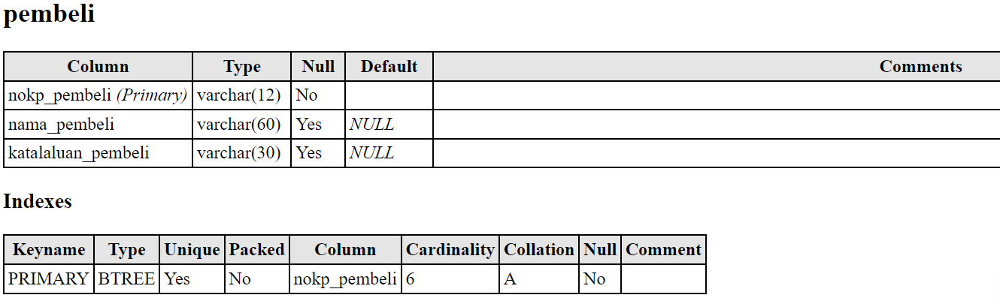 pembeli
Column Type Null Default Comments
nokp_pembeli (Primary) varchar(12) No
nama_pembeli varchar(60) Yes NULL
katalaluan_pembeli varchar(30) Yes NULL
Indexes
Keyname Type Unique Packed Column Cardinality Collation Null Comment
PRIMARY BTREE Yes No nokp_pembeli 6 A No